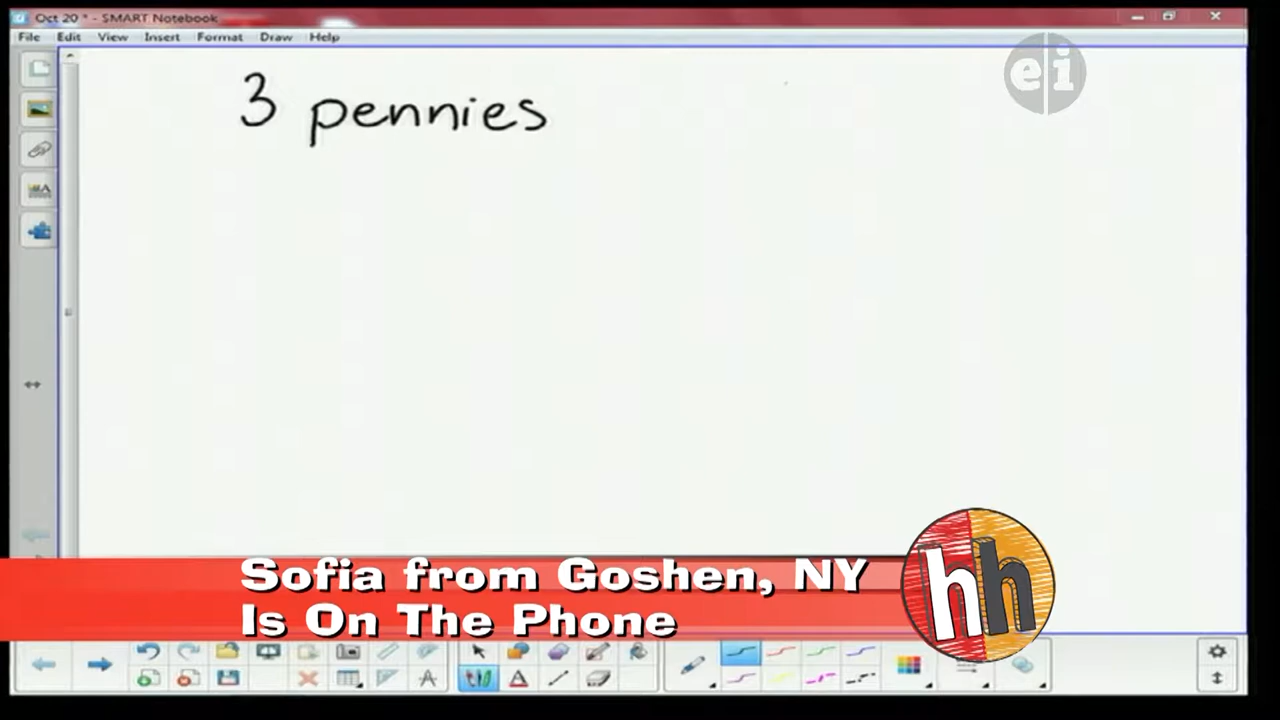 Oct 20 * - SMART Notebook
File Edit View Insert Format Draw Help
ei
3 pennies
Sofia from Goshen, NY
Is On The Phone
hh